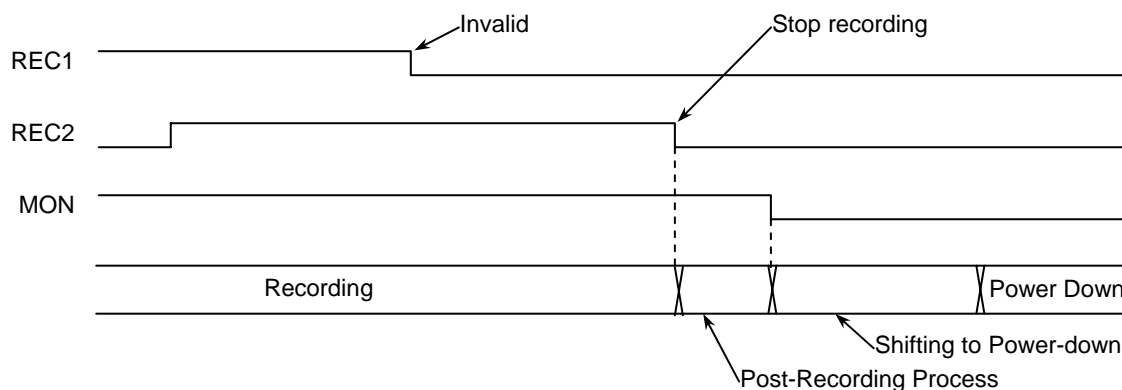 Invalid
Stop recording
REC1
REC2
MON
Recording
Power Down
Shifting to Power-down
Post-Recording Process